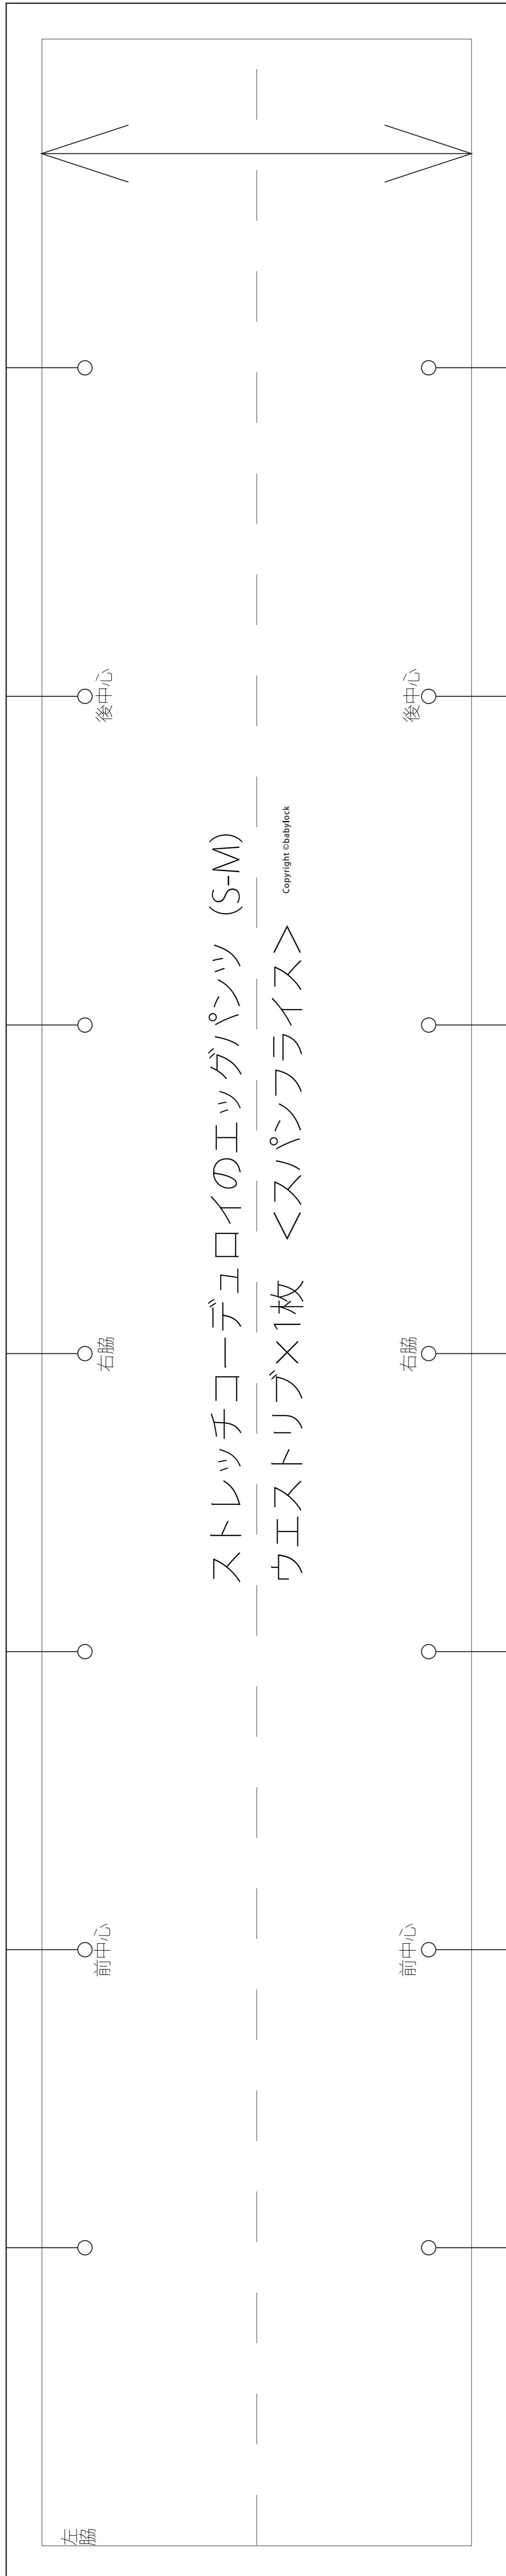 ストレッチコーデュロイのエッグパンツ (S-M)
ウエストリブ×1枚 <スパンフライス>
Copyright ©babylock
左脇
前中心
右脇
後中心
前中心
右脇
後中心